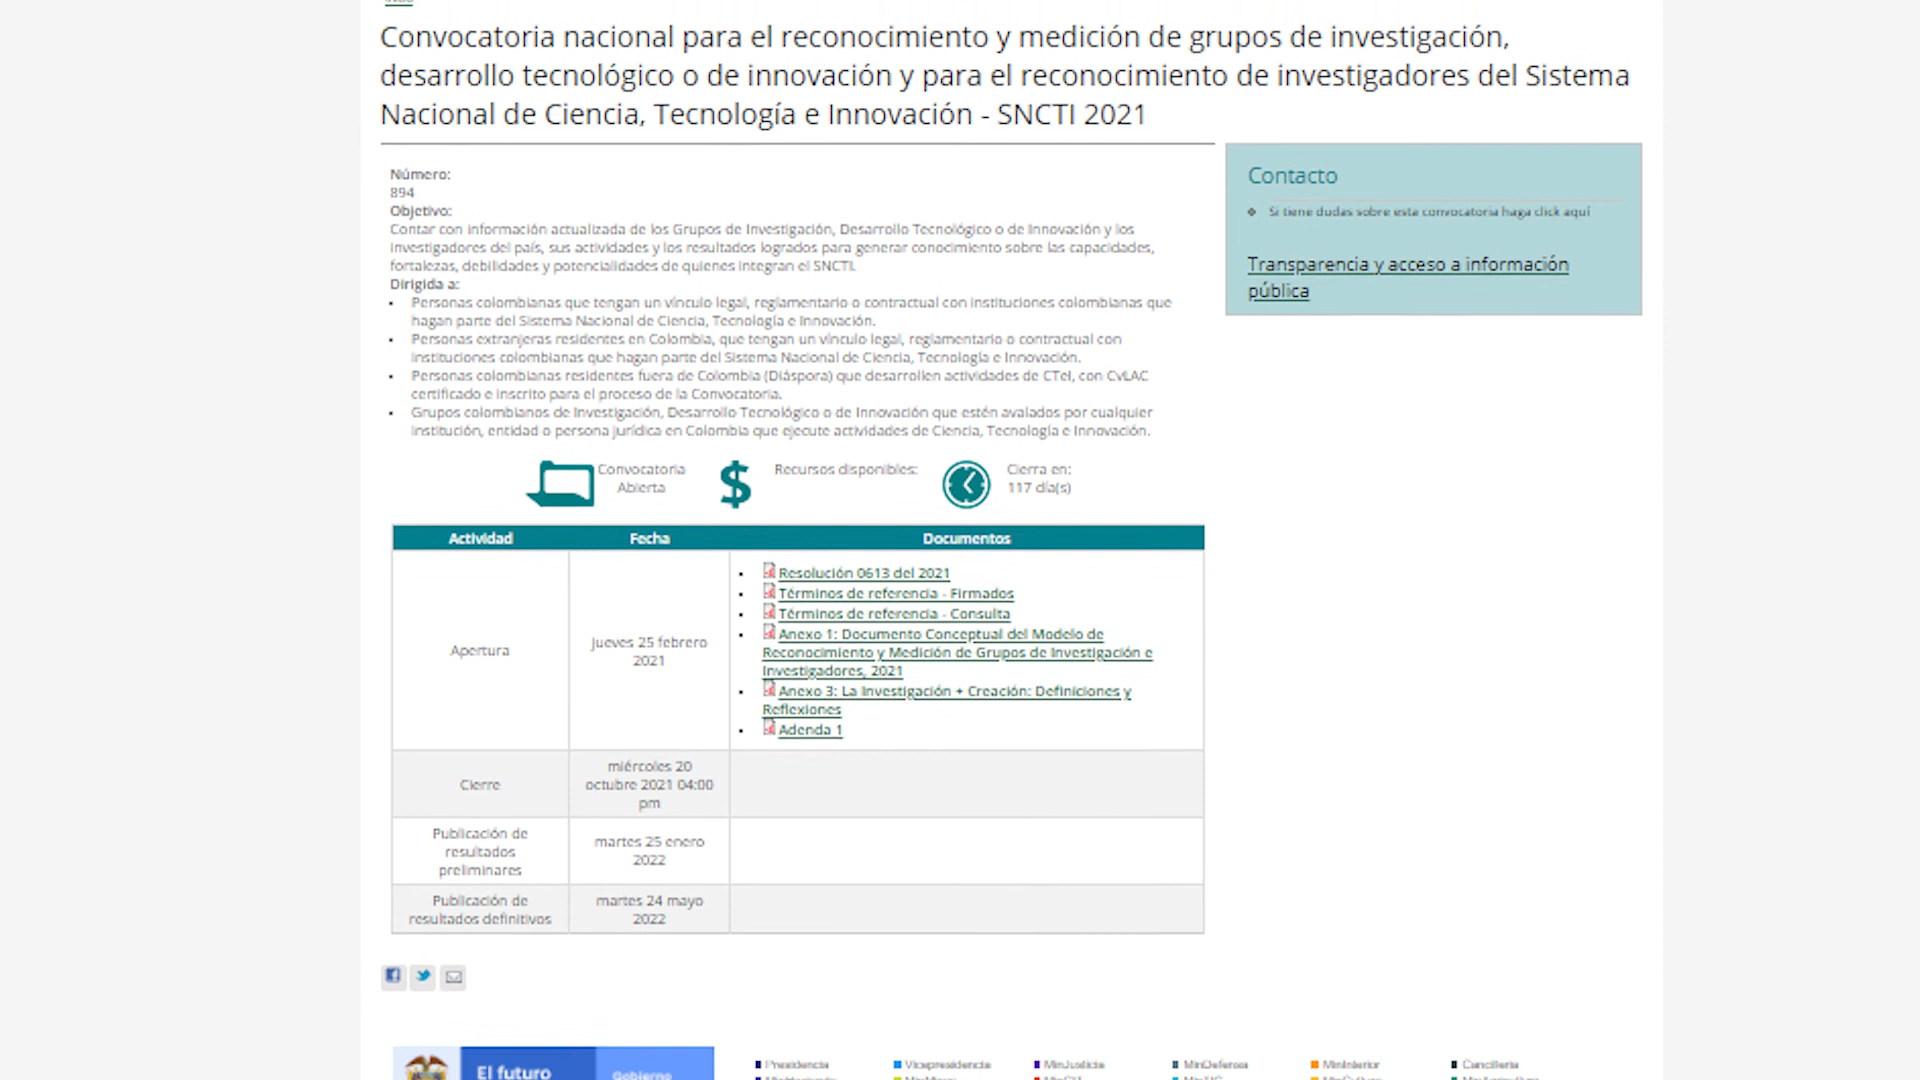 Convocatoria nacional para el reconocimiento y medición de grupos de investigación,
desarrollo tecnológico o de innovación y para el reconocimiento de investigadores del Sistema
Nacional de Ciencia, Tecnología e Innovación - SNCTI 2021
Número:
894
Objetivo:
Contar con información actualizada de los Grupos de Investigación, Desarrollo Tecnológico o de Innovación y los
investigadores del país, sus actividades y los resultados logrados para generar conocimiento sobre las capacidades,
fortalezas, debilidades y potencialidades de quienes integran el SNCTI.
Dirigida a:
Personas colombianas que tengan un vínculo legal, reglamentario o contractual con instituciones colombianas que
hagan parte del Sistema Nacional de Ciencia, Tecnología e Innovación.
Personas extranjeras residentes en Colombia, que tengan un vínculo legal, reglamentario o contractual con
instituciones colombianas que hagan parte del Sistema Nacional de Ciencia, Tecnología e Innovación.
Personas colombianas residentes fuera de Colombia (Diáspora) que desarrollen actividades de CTeI, con CvLAC
certificado e inscrito para el proceso de la Convocatoria.
Grupos colombianos de Investigación, Desarrollo Tecnológico o de Innovación que estén avalados por cualquier
institución, entidad o persona jurídica en Colombia que ejecute actividades de Ciencia, Tecnología e Innovación.
Contacto
Si tiene dudas sobre esta convocatoria haga click aquí
Transparencia y acceso a información
pública
Convocatoria
Abierta
Recursos disponibles:
Cierra en:
117 día(s)
Actividad Fecha Documentos
Apertura
jueves 25 febrero
2021
Resolución 0613 del 2021
Términos de referencia - Firmados
Términos de referencia - Consulta
Anexo 1: Documento Conceptual del Modelo de
Reconocimiento y Medición de Grupos de Investigación e
Investigadores, 2021
Anexo 3: La Investigación + Creación: Definiciones y
Reflexiones
Adenda 1
Cierre
miércoles 20
octubre 2021 04:00
pm
Publicación de
resultados
preliminares
martes 25 enero
2022
Publicación de
resultados definitivos
martes 24 mayo
2022
El futuro
Gobierno
Presidencia Vicepresidencia MinJusticia MinDefensa MinInterior Cancillería